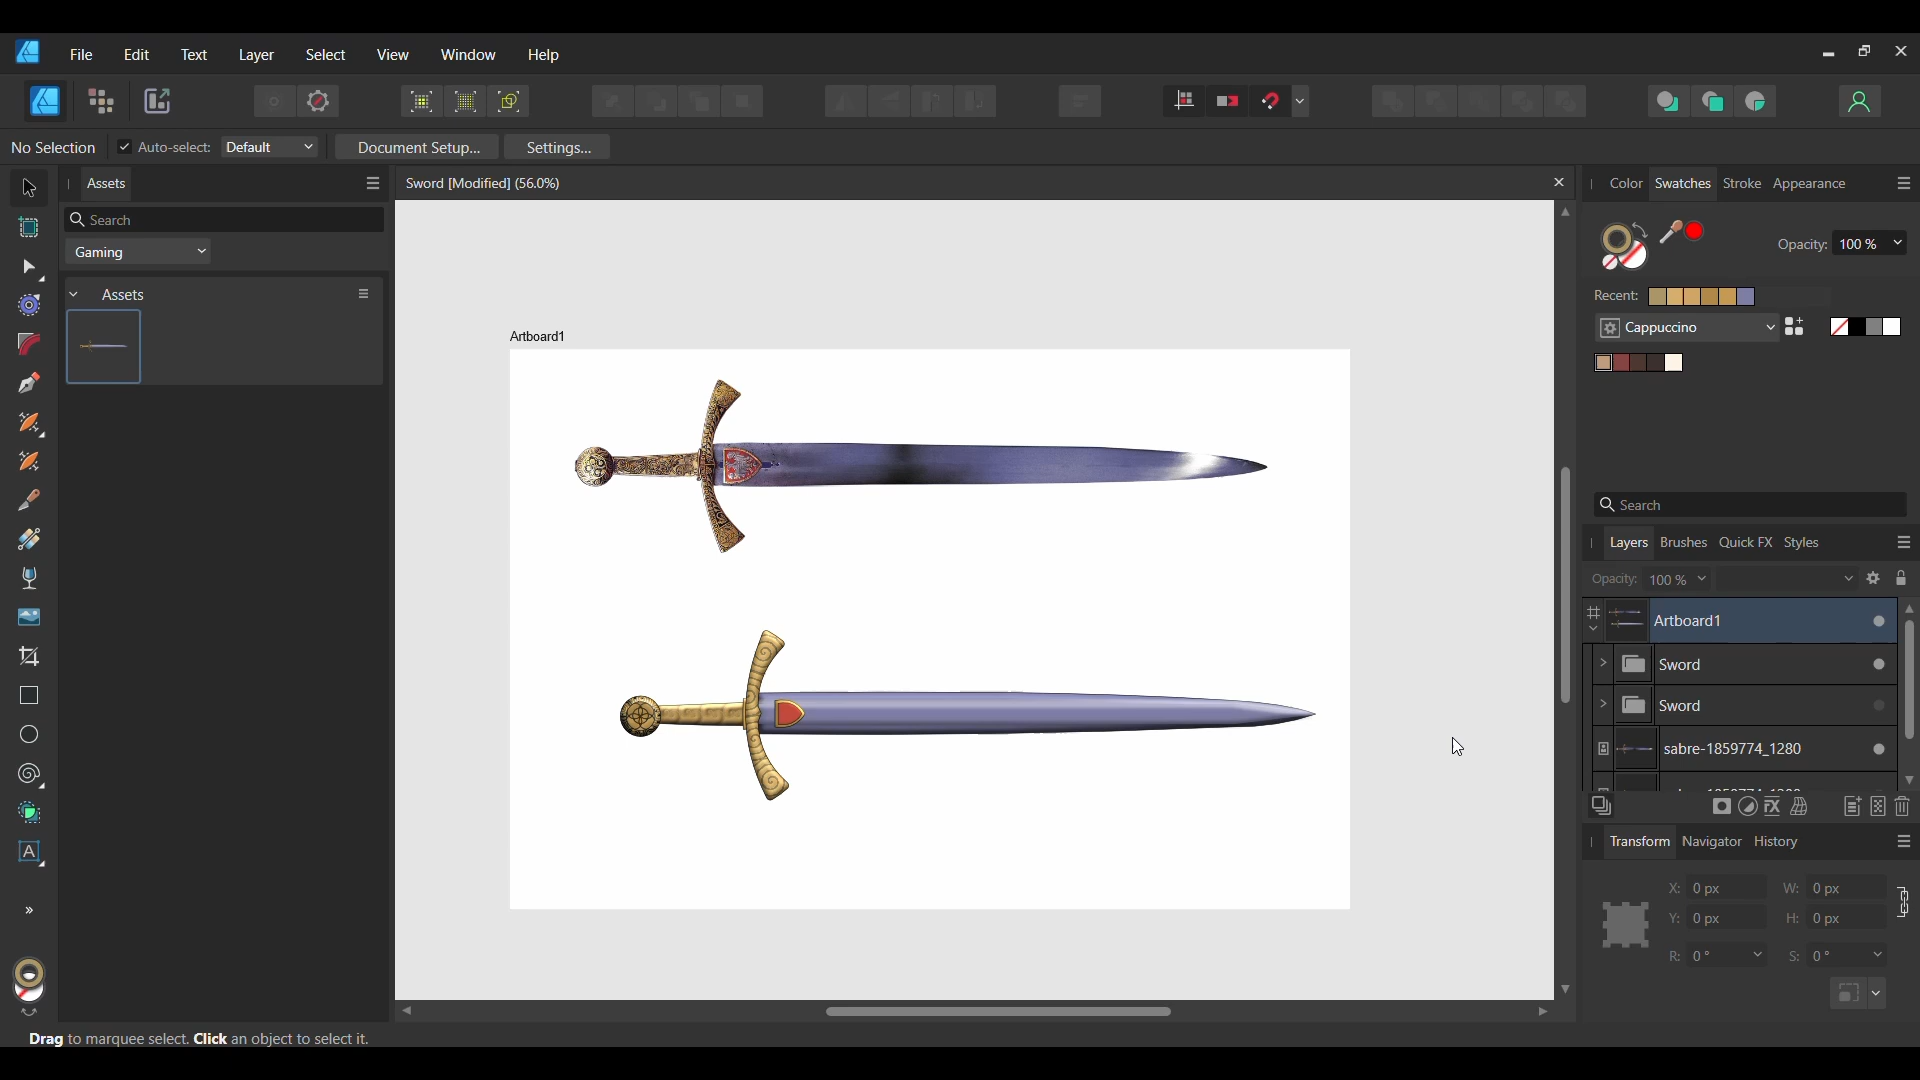 File Edit Text Layer Select View Window Help
No Selection Auto-select: Default Document Setup... Settings...
Assets
Search
Gaming
Assets
Sword [Modified] (56.0%)
Artboard1
Color Swatches Stroke Appearance
Opacity: 100 %
Recent:
Cappuccino
Search
Layers Brushes Quick FX Styles
Opacity: 100 %
Artboard1
Sword
Sword
sabre-1859774_1280
Transform Navigator History
X: 0 px W: 0 px
Y: 0 px H: 0 px
R: 0 ° S: 0 °
Drag to marquee select. Click an object to select it.